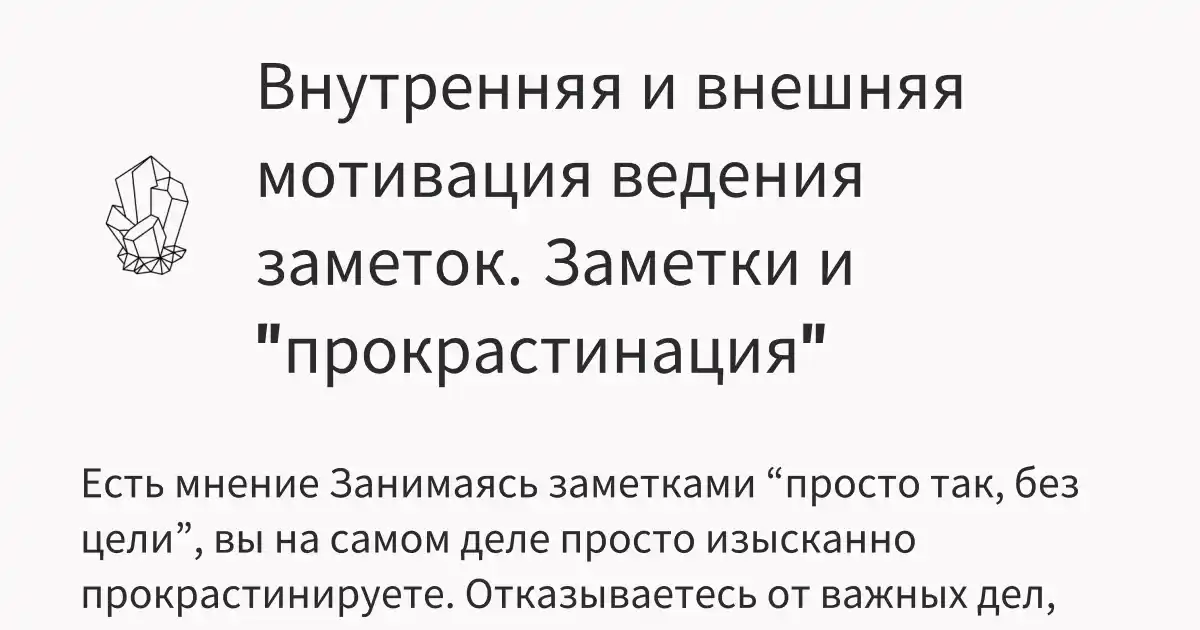 Внутренняя и внешняя
мотивация ведения
заметок. Заметки и
"прокрастинация"
Есть мнение Занимаясь заметками “просто так, без
цели”, вы на самом деле просто изысканно
прокрастинируете. Отказываетесь от важных дел,